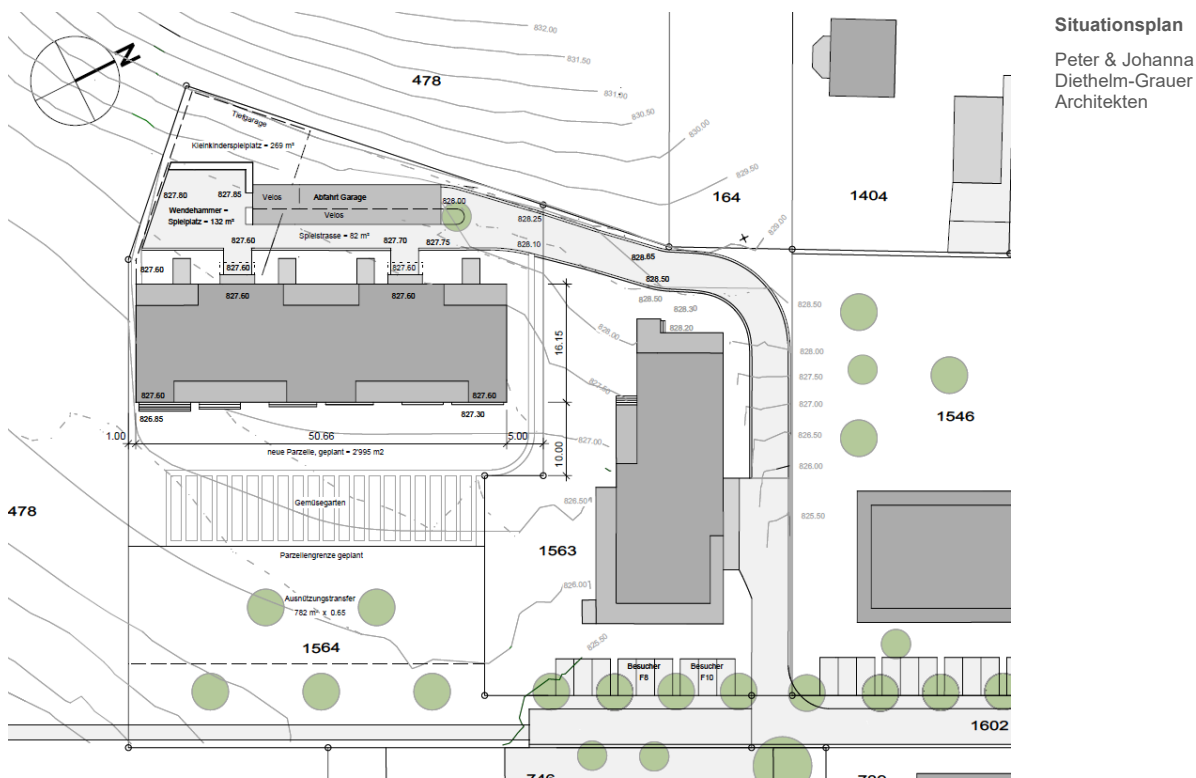 Situationsplan
Peter & Johanna
Diethelm-Grauer
Architekten
N
832.00
831.50
831.00
830.50
830.00
829.50
829.00
478
164
1404
Tiefgarage
Kleinkinderspielplatz = 269 m²
827.80
827.85
Velos
Abfahrt Garage
828.00
Velos
Wendehammer =
Spielplatz = 132 m²
Spielstrasse = 82 m²
828.25
828.10
827.60
827.70
827.75
828.65
828.50
827.60
827.60
827.60
828.50
828.30
828.20
828.50
827.60
827.60
828.00
16.15
828.00
827.50
827.50
827.00
1546
827.60
827.60
826.85
827.30
1.00
50.66
5.00
10.00
827.00
826.50
826.00
neue Parzelle, geplant = 2'995 m2
478
Gemüsegarten
826.50
825.50
Parzellengrenze geplant
1563
826.00
Ausnützungstransfer
782 m² x 0.65
1564
825.50
Besucher
F8
Besucher
F10
1602